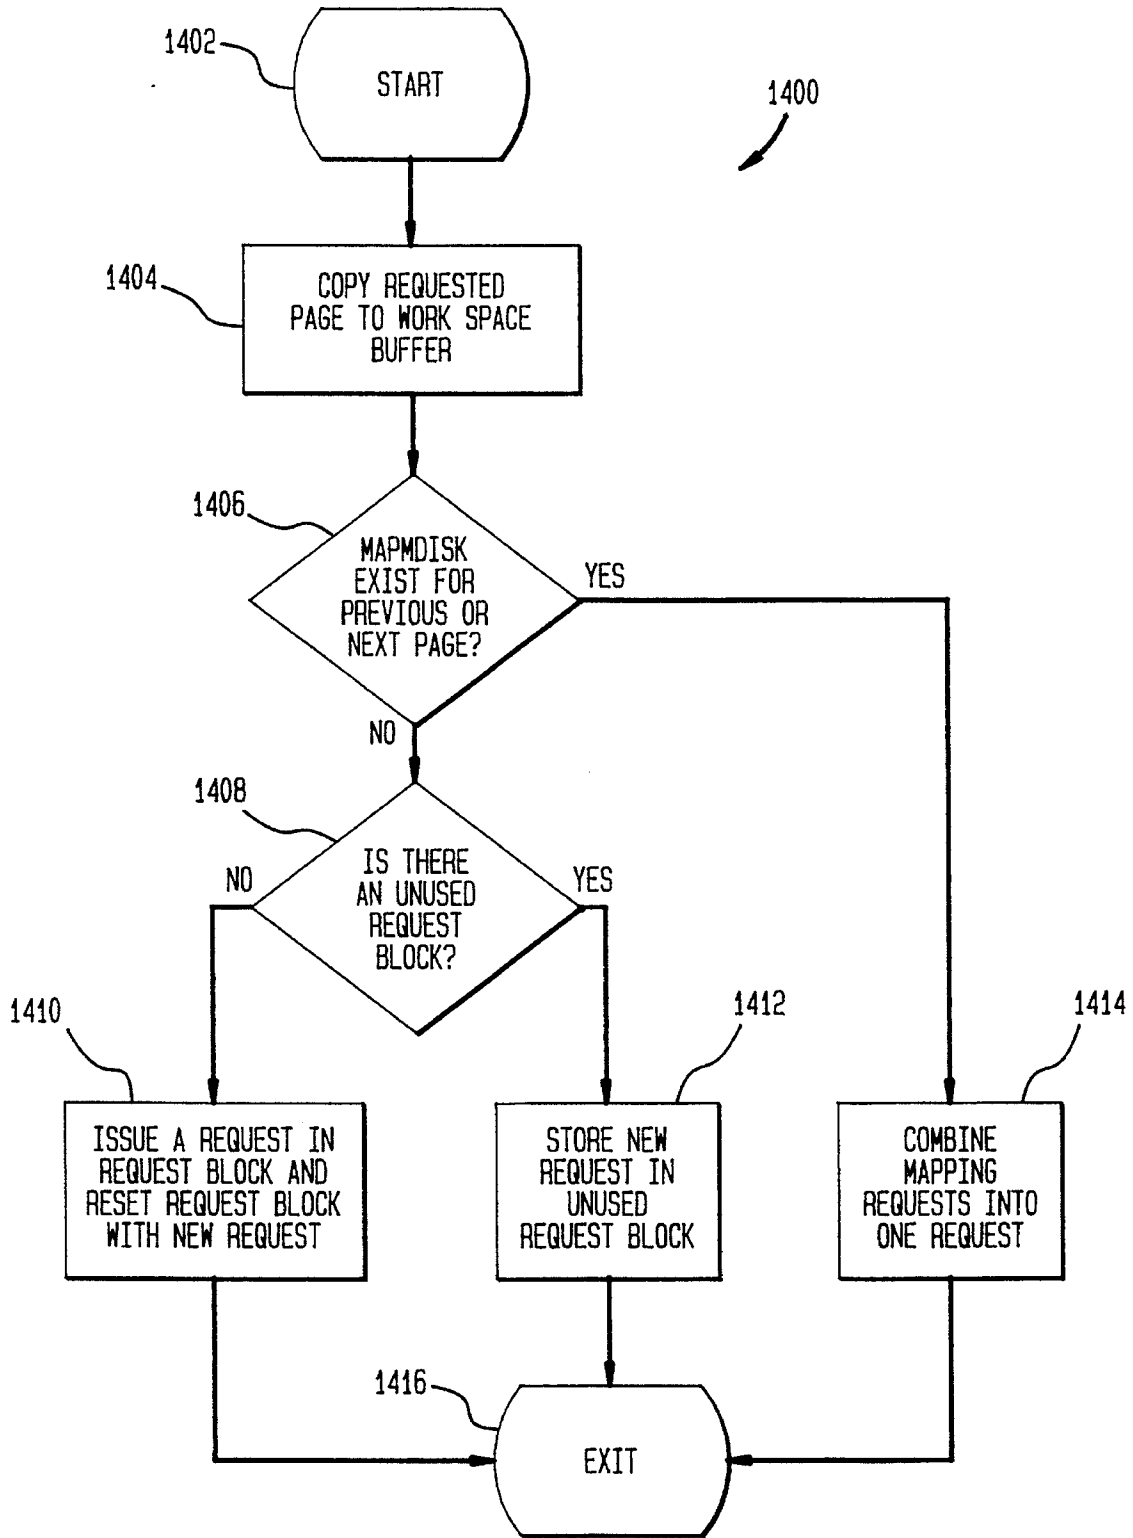 1402
START
1400
1404
COPY REQUESTED
PAGE TO WORK SPACE
BUFFER
1406
MAPMDISK
EXIST FOR
PREVIOUS OR
NEXT PAGE?
YES
NO
1408
IS THERE
AN UNUSED
REQUEST
BLOCK?
NO
YES
1410
ISSUE A REQUEST IN
REQUEST BLOCK AND
RESET REQUEST BLOCK
WITH NEW REQUEST
1412
STORE NEW
REQUEST IN
UNUSED
REQUEST BLOCK
1414
COMBINE
MAPPING
REQUESTS INTO
ONE REQUEST
1416
EXIT